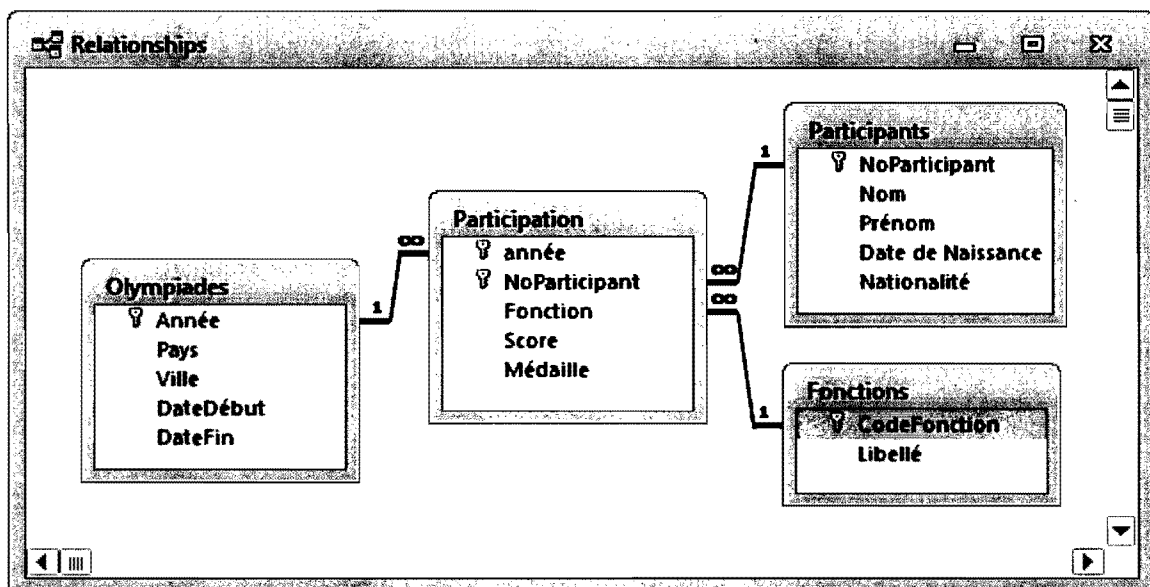 Relationships
Olympiades
Année
Pays
Ville
DateDébut
DateFin
1
∞
Participation
année
NoParticipant
Fonction
Score
Médaille
∞
1
Participants
NoParticipant
Nom
Prénom
Date de Naissance
Nationalité
∞
1
Fonctions
CodeFonction
Libellé